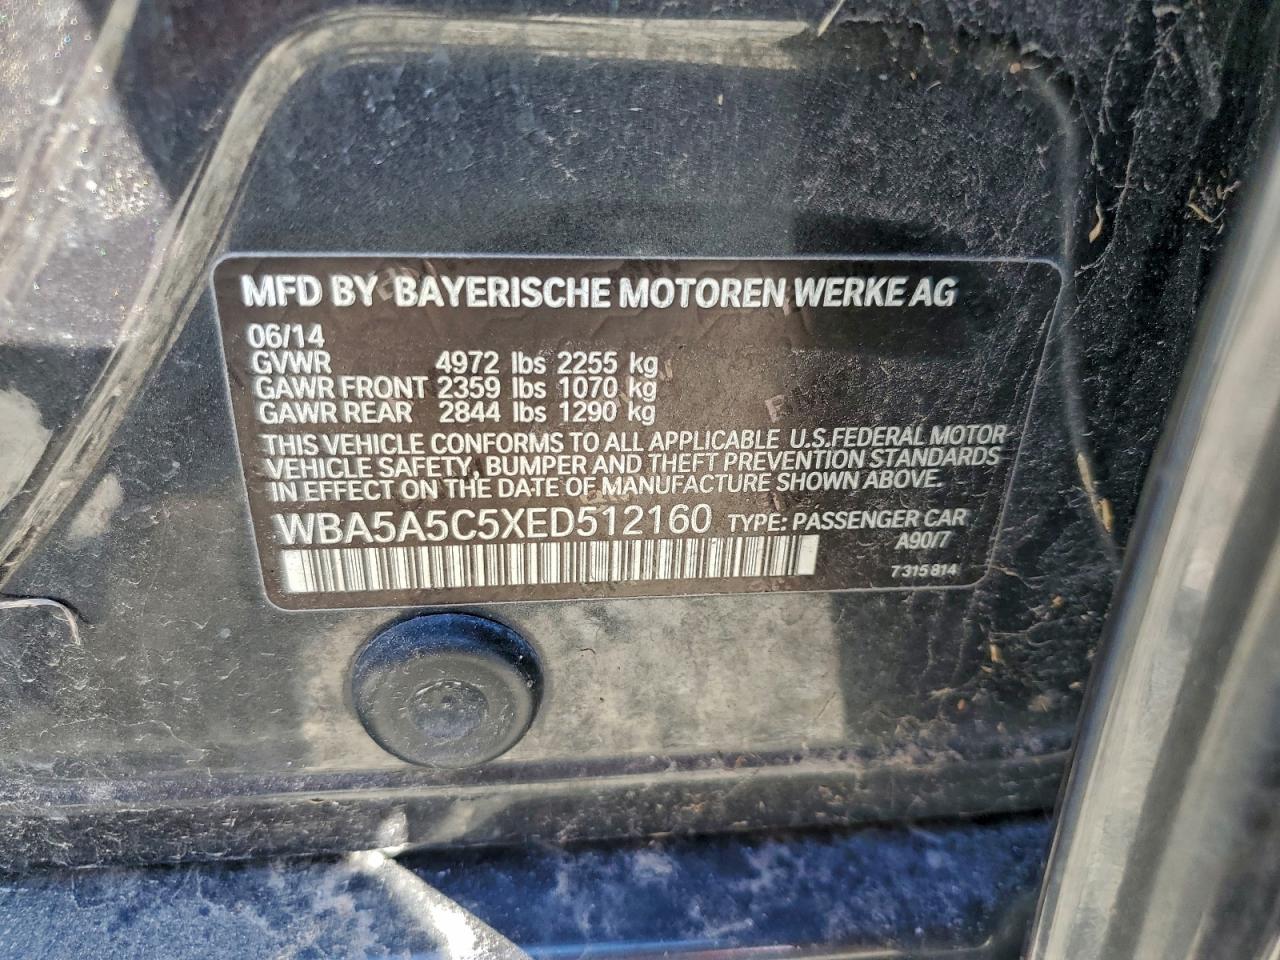 MFD BY BAYERISCHE MOTOREN WERKE AG
06/14
GVWR 4972 lbs 2255 kg
GAWR FRONT 2359 lbs 1070 kg
GAWR REAR 2844 lbs 1290 kg
THIS VEHICLE CONFORMS TO ALL APPLICABLE U.S.FEDERAL MOTOR
VEHICLE SAFETY, BUMPER AND THEFT PREVENTION STANDARDS
IN EFFECT ON THE DATE OF MANUFACTURE SHOWN ABOVE.
WBA5A5C5XED512160 TYPE: PASSENGER CAR
A90/7
7 315 814